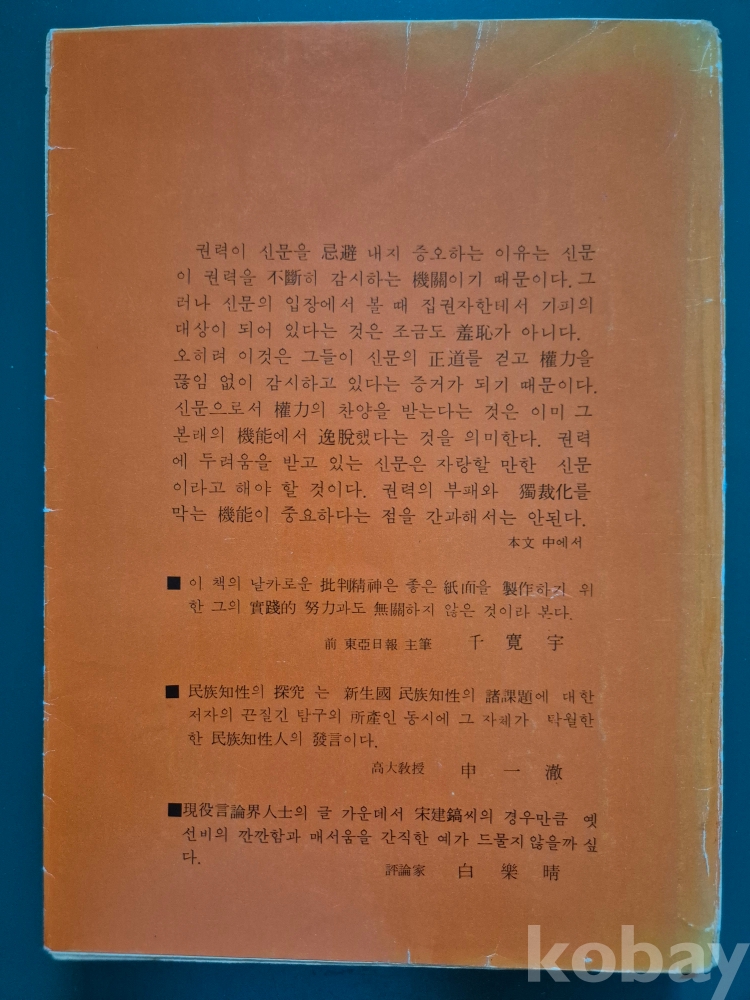 권력이 신문을 忌避 내지 증오하는 이유는 신문
이 권력을 不斷히 감시하는 機關이기 때문이다. 그
러나 신문의 입장에서 볼 때 집권자한데서 기피의
대상이 되어 있다는 것은 조금도 羞恥가 아니다.
오히려 이것은 그들이 신문의 正道를 걷고 權力을
끊임 없이 감시하고 있다는 증거가 되기 때문이다.
신문으로서 權力의 찬양을 받는다는 것은 이미 그
본래의 機能에서 逸脫했다는 것을 의미한다. 권력
에 두려움을 받고 있는 신문은 자랑할 만한 신문
이라고 해야 할 것이다. 권력의 부패와 獨裁化를
막는 機能이 중요하다는 점을 간과해서는 안된다.
本文 中에서
■ 이 책의 날카로운 批判精神은 좋은 紙面을 製作하기 위
한 그의 實踐的 努力과도 無關하지 않은 것이라 본다.
前 東亞日報 主筆 千寬宇
■ 民族知性의 探究 는 新生國 民族知性의 諸課題에 대한
저자의 끈질긴 탐구의 所產인 동시에 그 자체가 탁월한
한 民族知性人의 發言이다.
高大教授 申一澈
■現役言論界人士의 글 가운데서 宋建鎬씨의 경우만큼 옛
선비의 깐깐함과 매서움을 간직한 예가 드물지않을까 싶
다.
評論家 白樂晴
kobay